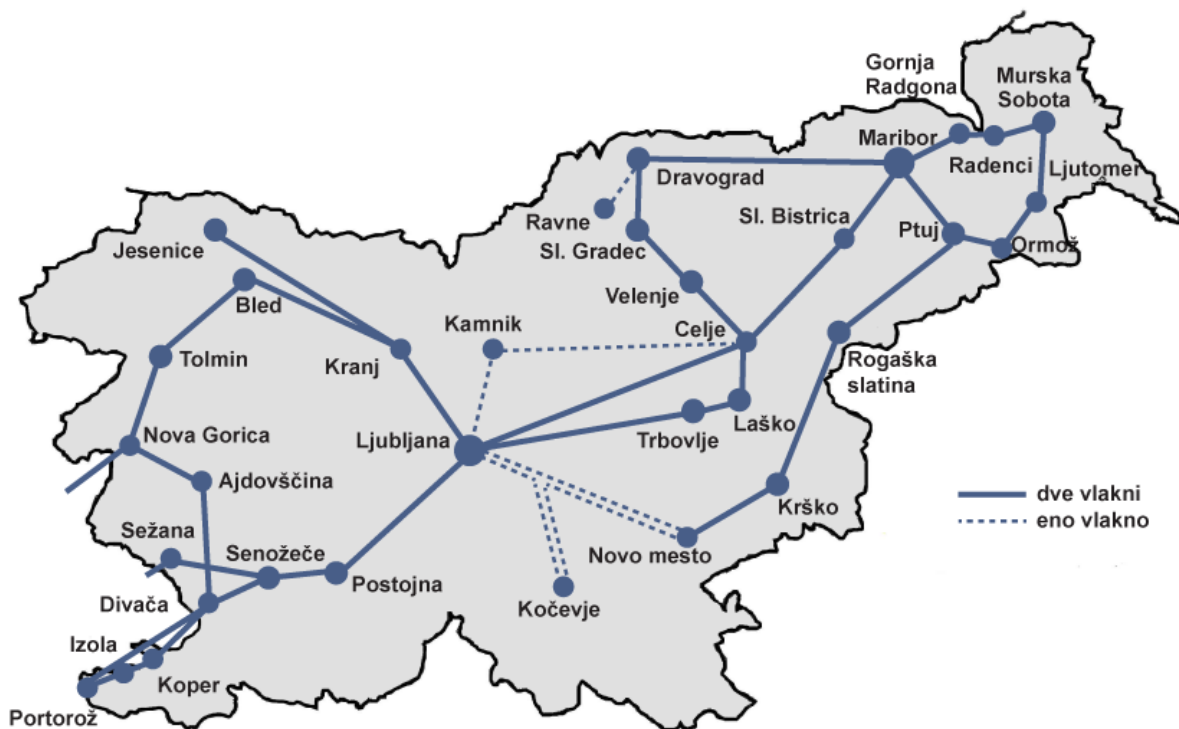 Gornja
Radgona
Murska
Sobota
Maribor
Radenci
Ljutomer
Dravograd
Ravne
Sl. Bistrica
Ptuj
Ormož
Jesenice
Sl. Gradec
Bled
Velenje
Kamnik
Celje
Tolmin
Kranj
Rogaška
slatina
Nova Gorica
Ljubljana
Trbovlje
Laško
Ajdovščina
Krško
dve vlakni
eno vlakno
Sežana
Senožeče
Novo mesto
Postojna
Divača
Kočevje
Izola
Koper
Portorož